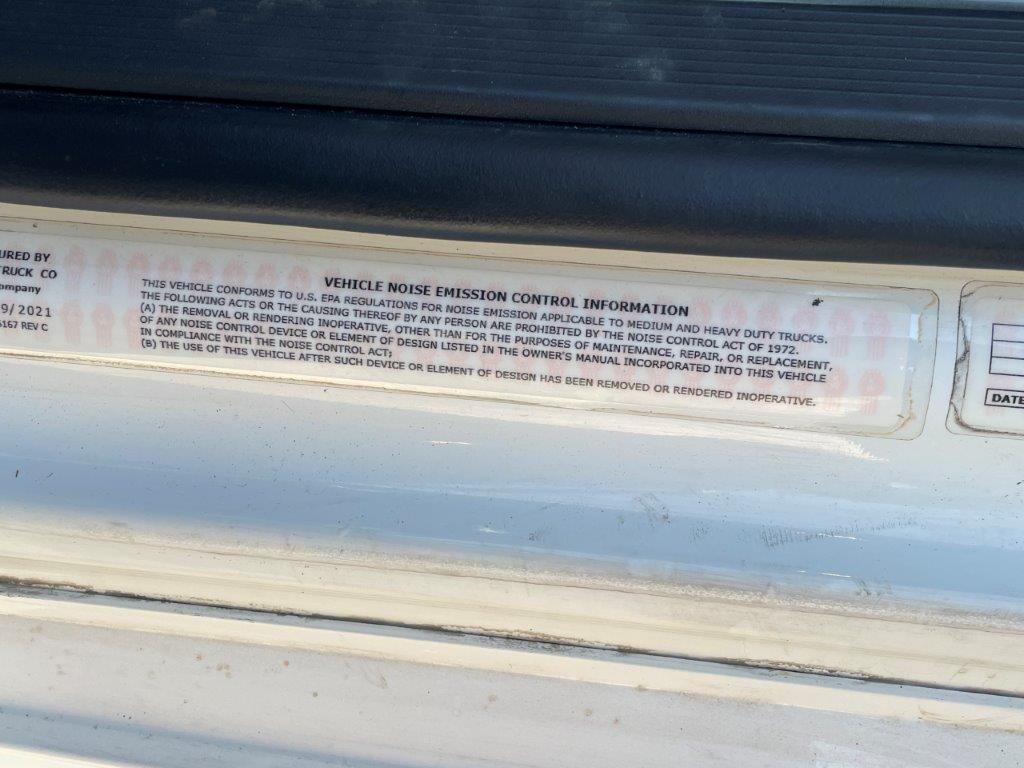 URED BY
TRUCK CO
ompany
9/2021
167 REV C
VEHICLE NOISE EMISSION CONTROL INFORMATION
THIS VEHICLE CONFORMS TO U.S. EPA REGULATIONS FOR NOISE EMISSION APPLICABLE TO MEDIUM AND HEAVY DUTY TRUCKS.
THE FOLLOWING ACTS OR THE CAUSING THEREOF BY ANY PERSON ARE PROHIBITED BY THE NOISE CONTROL ACT OF 1972.
(A) THE REMOVAL OR RENDERING INOPERATIVE, OTHER THAN FOR THE PURPOSES OF MAINTENANCE, REPAIR, OR REPLACEMENT,
OF ANY NOISE CONTROL DEVICE OR ELEMENT OF DESIGN LISTED IN THE OWNER'S MANUAL INCORPORATED INTO THIS VEHICLE
IN COMPLIANCE WITH THE NOISE CONTROL ACT;
(B) THE USE OF THIS VEHICLE AFTER SUCH DEVICE OR ELEMENT OF DESIGN HAS BEEN REMOVED OR RENDERED INOPERATIVE.
DATE